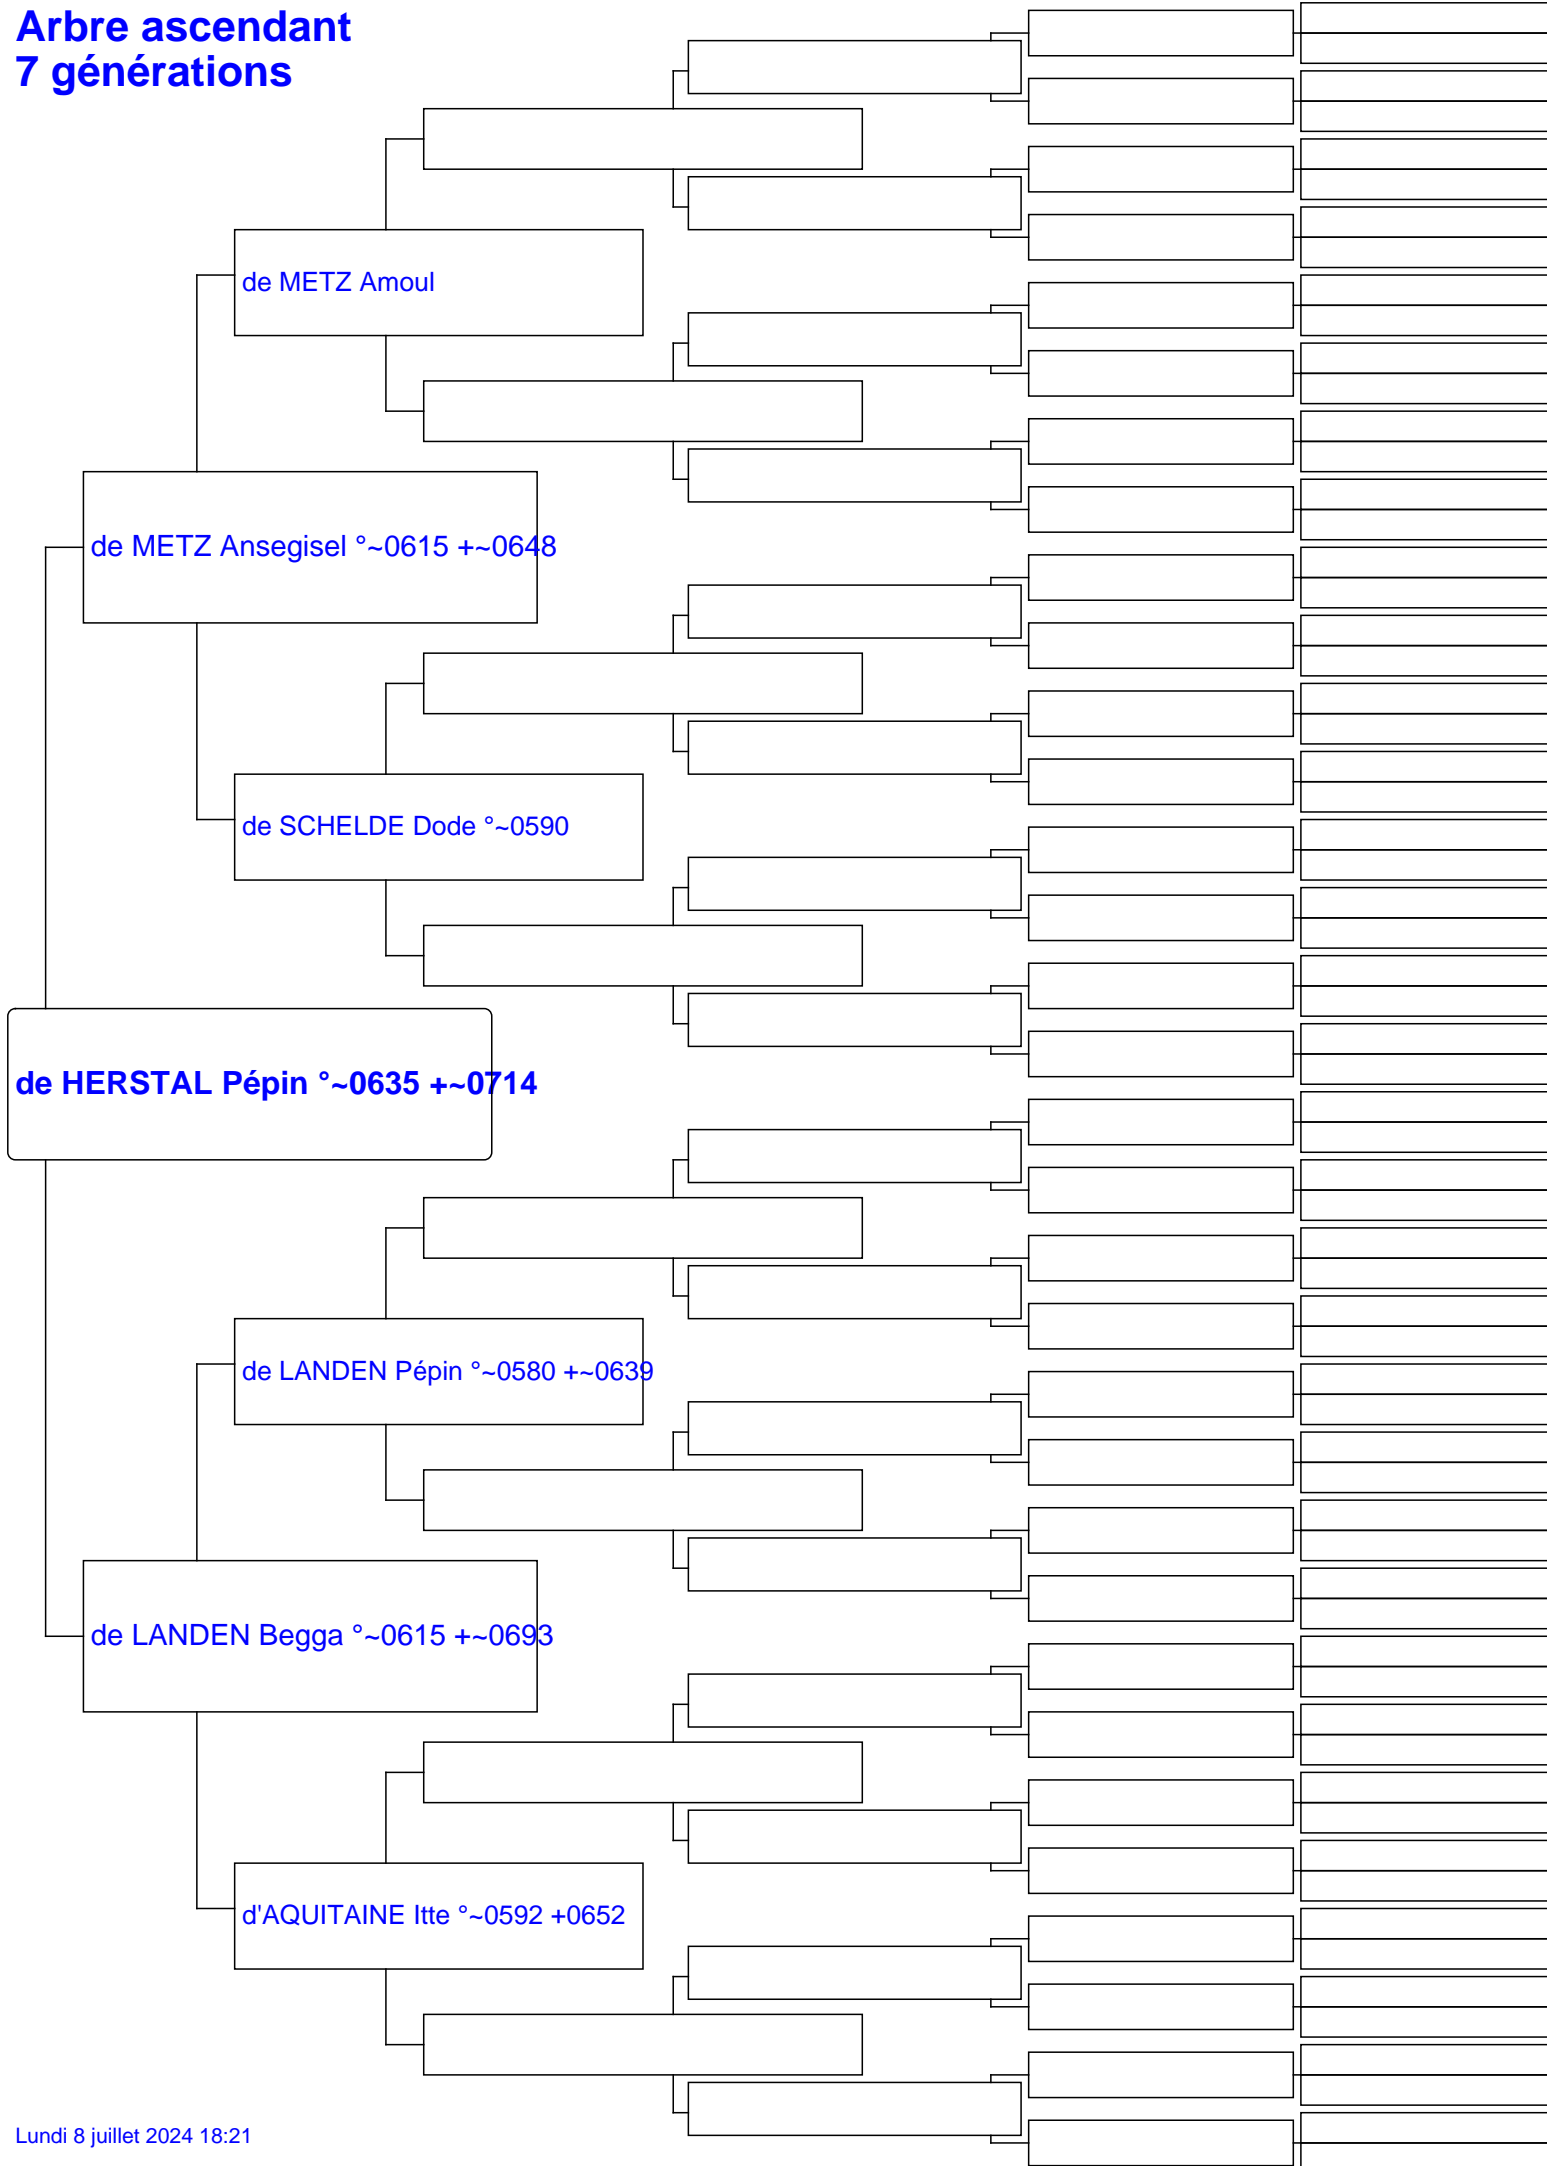 Arbre ascendant
7 générations
de METZ Amoul
de METZ Ansegisel °~0615 +~0648
de SCHELDE Dode °~0590
de HERSTAL Pépin °~0635 +~0714
de LANDEN Pépin °~0580 +~0639
de LANDEN Begga °~0615 +~0693
d'AQUITAINE Itte °~0592 +0652
Lundi 8 juillet 2024 18:21